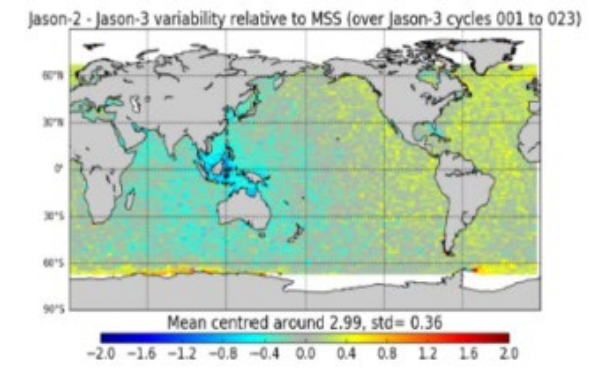 Jason-2 - Jason-3 variability relative to MSS (over Jason-3 cycles 001 to 023)
60°N
30°N
0°
30°S
60°S
90°S
Mean centred around 2.99, std= 0.36
−2.0 −1.6 −1.2 −0.8 −0.4 0.0 0.4 0.8 1.2 1.6 2.0